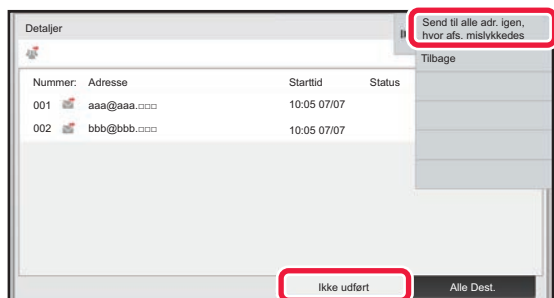 Detaljer
Send til alle adr. igen,
hvor afs. mislykkedes
Tilbage
Nummer: Adresse Starttid Status
001 aaa@aaa.□□□ 10:05 07/07
002 bbb@bbb.□□□ 10:05 07/07
Ikke udført Alle Dest.